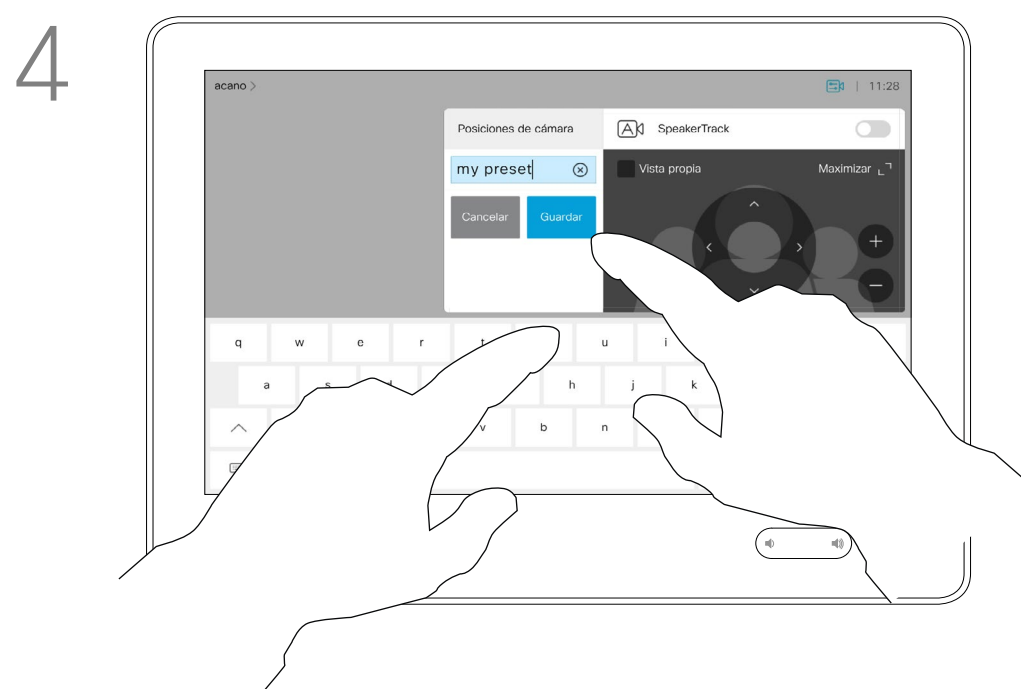 4
acano >
11:28
Posiciones de cámara
SpeakerTrack
my preset
Vista propia
Maximizar
Cancelar
Guardar
q w e r t u i
a s d h j k
v b n